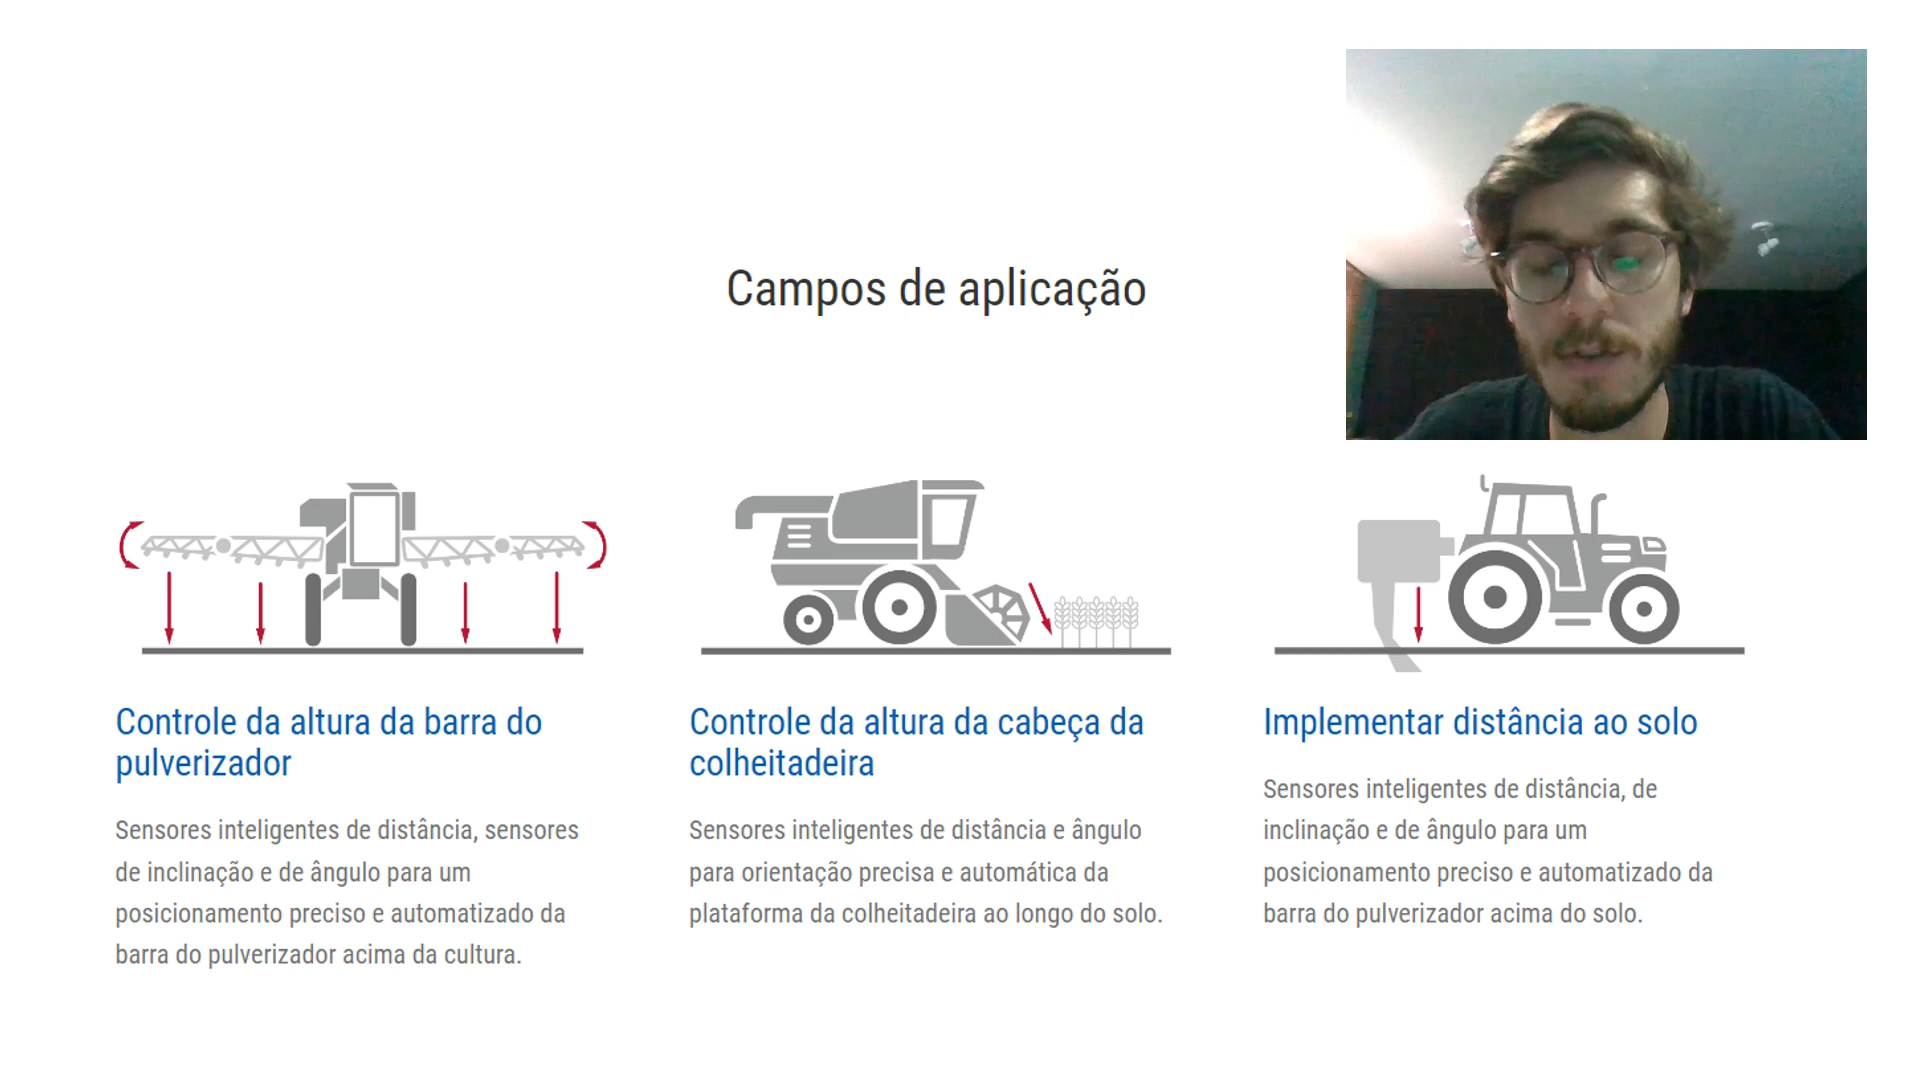 Campos de aplicação
Controle da altura da barra do
pulverizador
Sensores inteligentes de distância, sensores
de inclinação e de ângulo para um
posicionamento preciso e automatizado da
barra do pulverizador acima da cultura.
Controle da altura da cabeça da
colheitadeira
Sensores inteligentes de distância e ângulo
para orientação precisa e automática da
plataforma da colheitadeira ao longo do solo.
Implementar distância ao solo
Sensores inteligentes de distância, de
inclinação e de ângulo para um
posicionamento preciso e automatizado da
barra do pulverizador acima do solo.